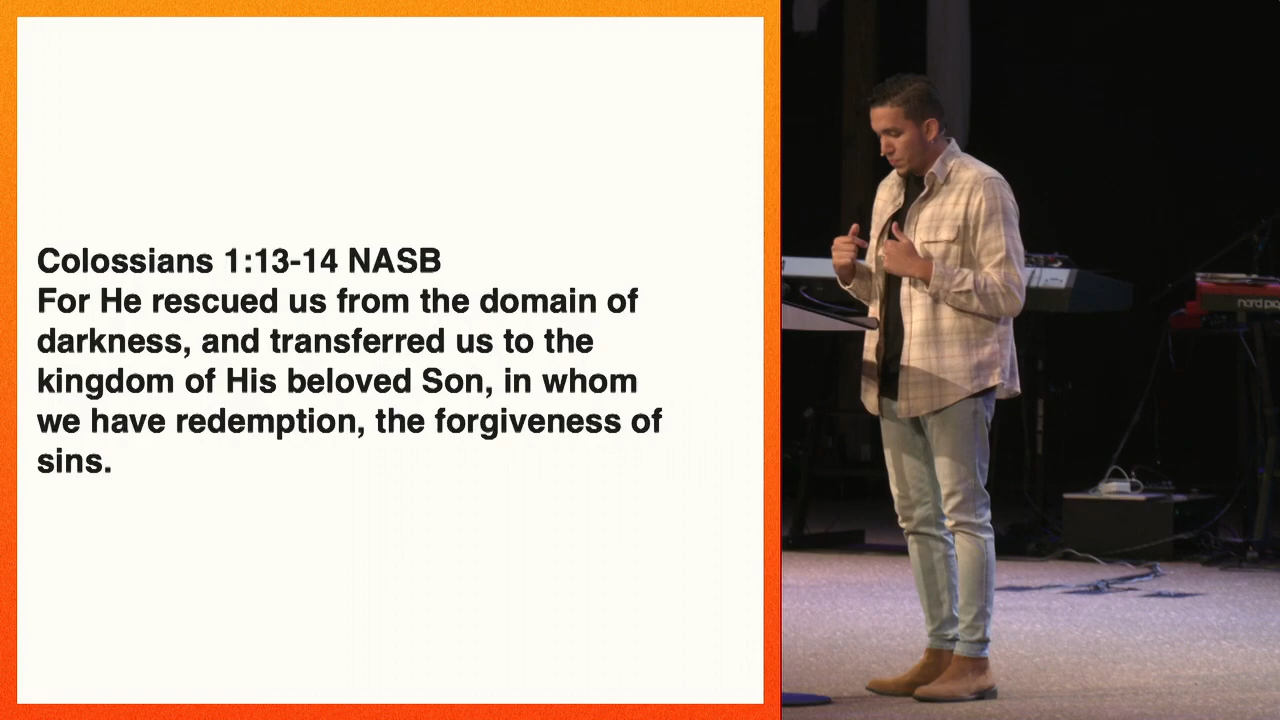 Colossians 1:13-14 NASB
For He rescued us from the domain of
darkness, and transferred us to the
kingdom of His beloved Son, in whom
we have redemption, the forgiveness of
sins.
nord